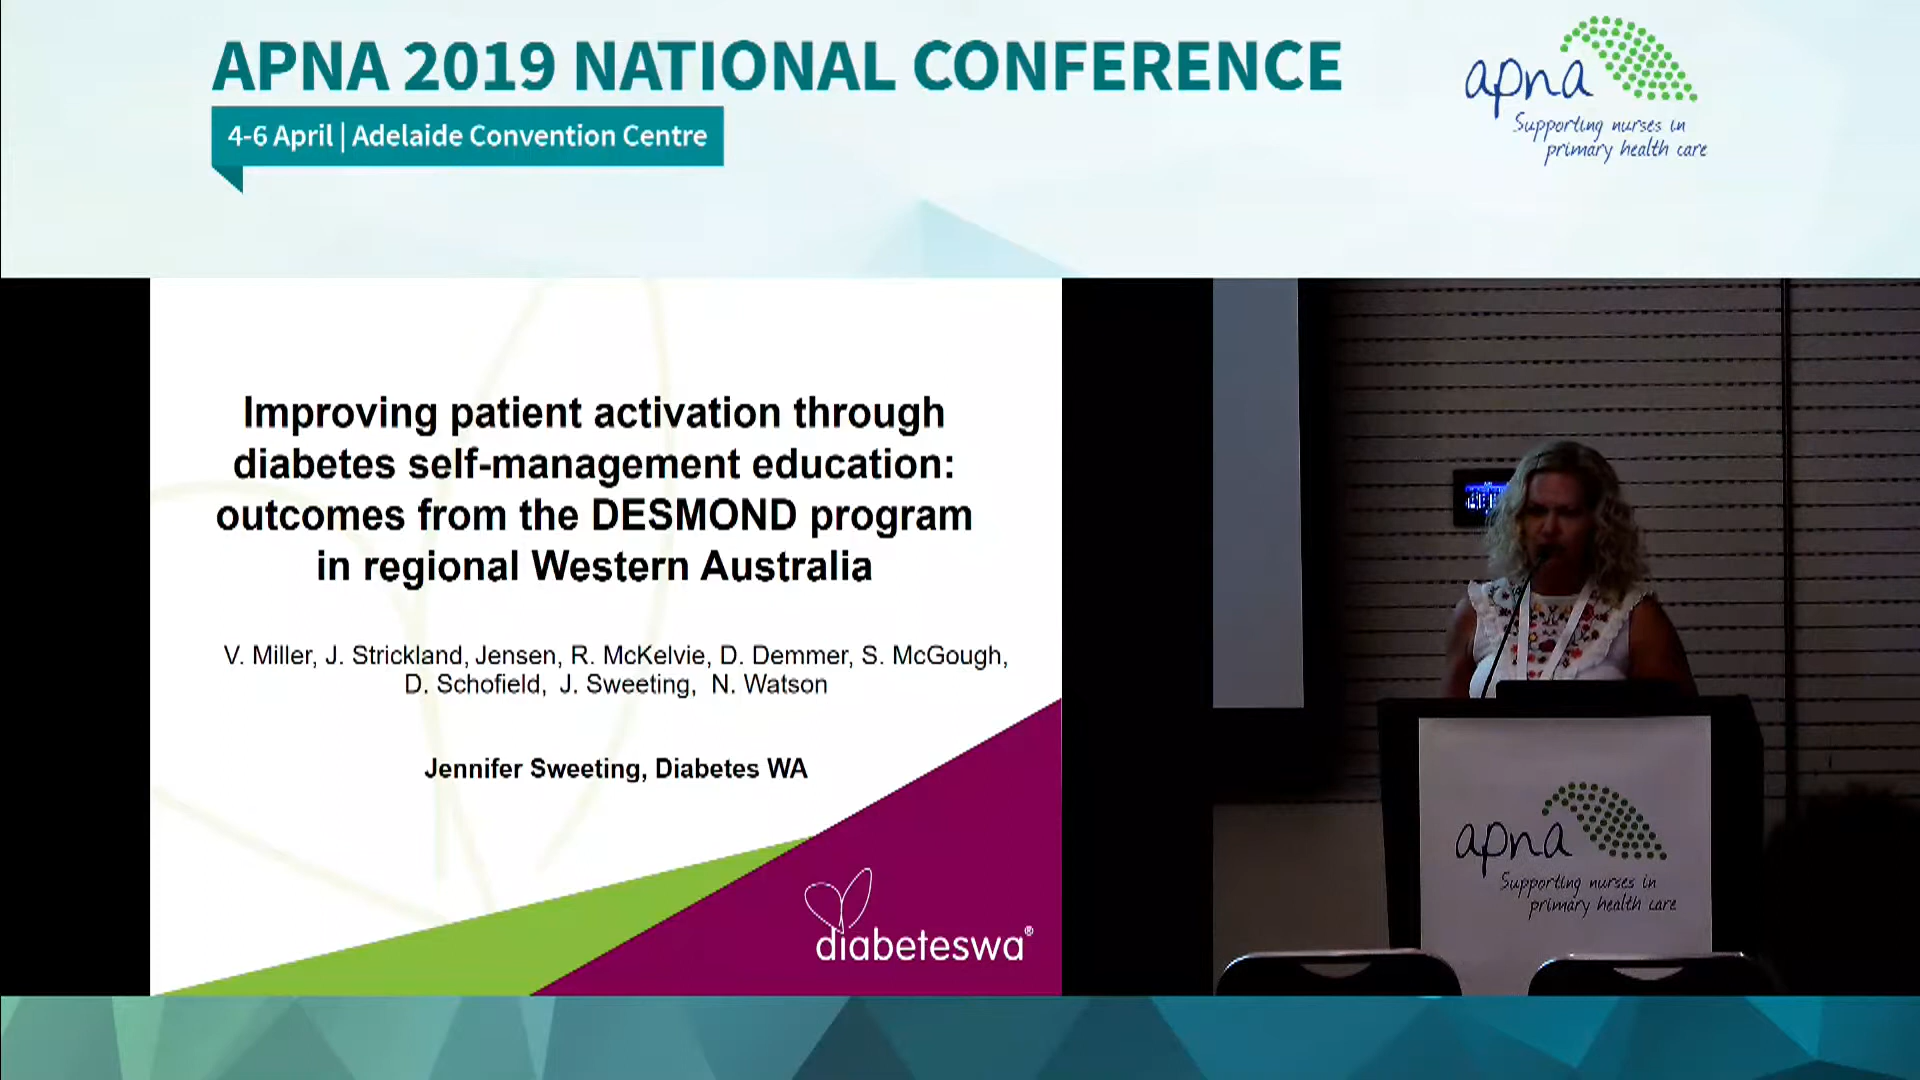 APNA 2019 NATIONAL CONFERENCE
4-6 April | Adelaide Convention Centre
apna
Supporting nurses in
primary health care
Improving patient activation through
diabetes self-management education:
outcomes from the DESMOND program
in regional Western Australia
V. Miller, J. Strickland, Jensen, R. McKelvie, D. Demmer, S. McGough,
D. Schofield, J. Sweeting, N. Watson
Jennifer Sweeting, Diabetes WA
diabeteswa®
apna
Supporting nurses in
primary health care